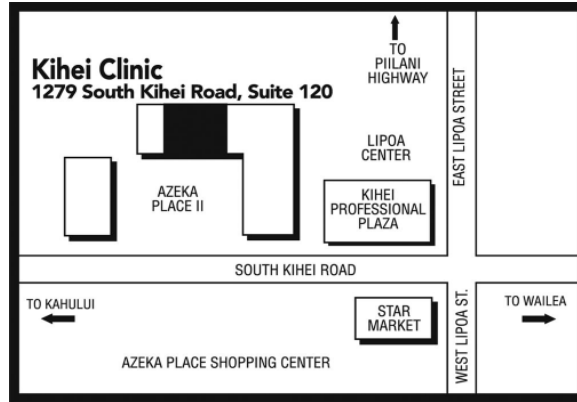 TO
PIILANI
HIGHWAY
Kihei Clinic
1279 South Kihei Road, Suite 120
EAST LIPOA STREET
LIPOA
CENTER
AZEKA
PLACE II
KIHEI
PROFESSIONAL
PLAZA
SOUTH KIHEI ROAD
TO KAHULUI
STAR
MARKET
WEST LIPOA ST.
TO WAILEA
AZEKA PLACE SHOPPING CENTER